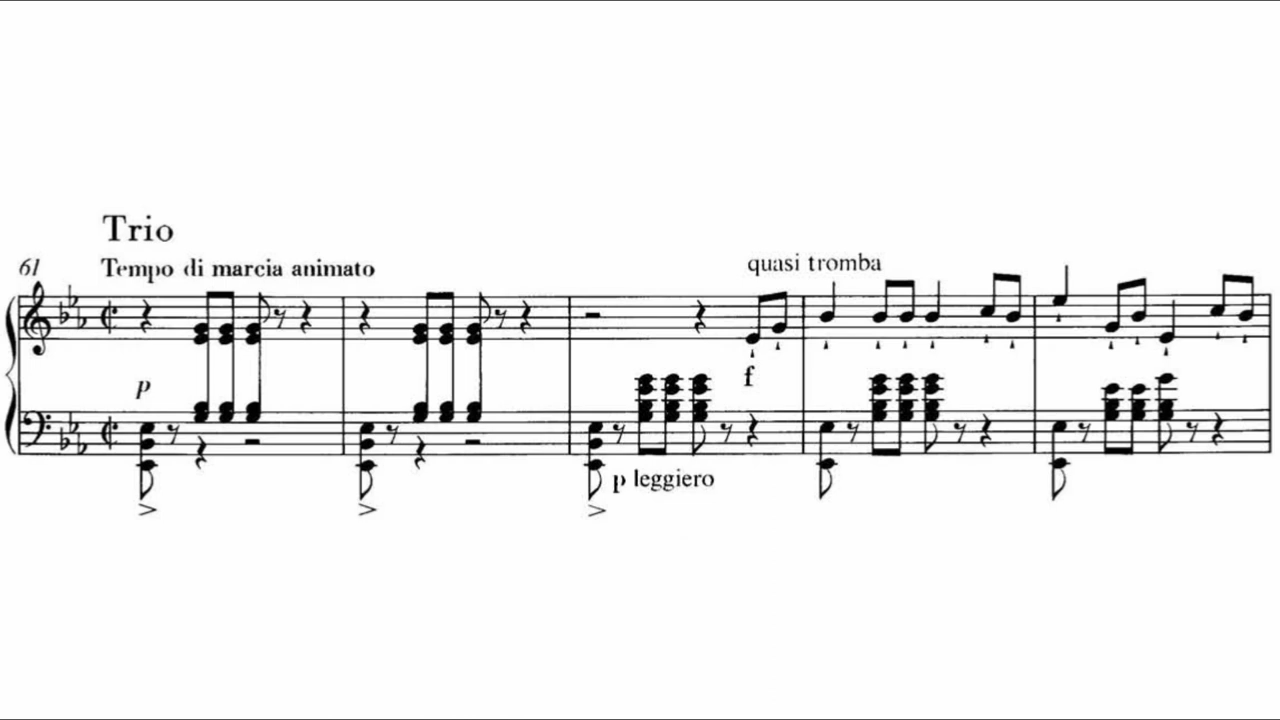 Trio
61 Tempo di marcia animato
quasi tromba
p
f
p leggiero